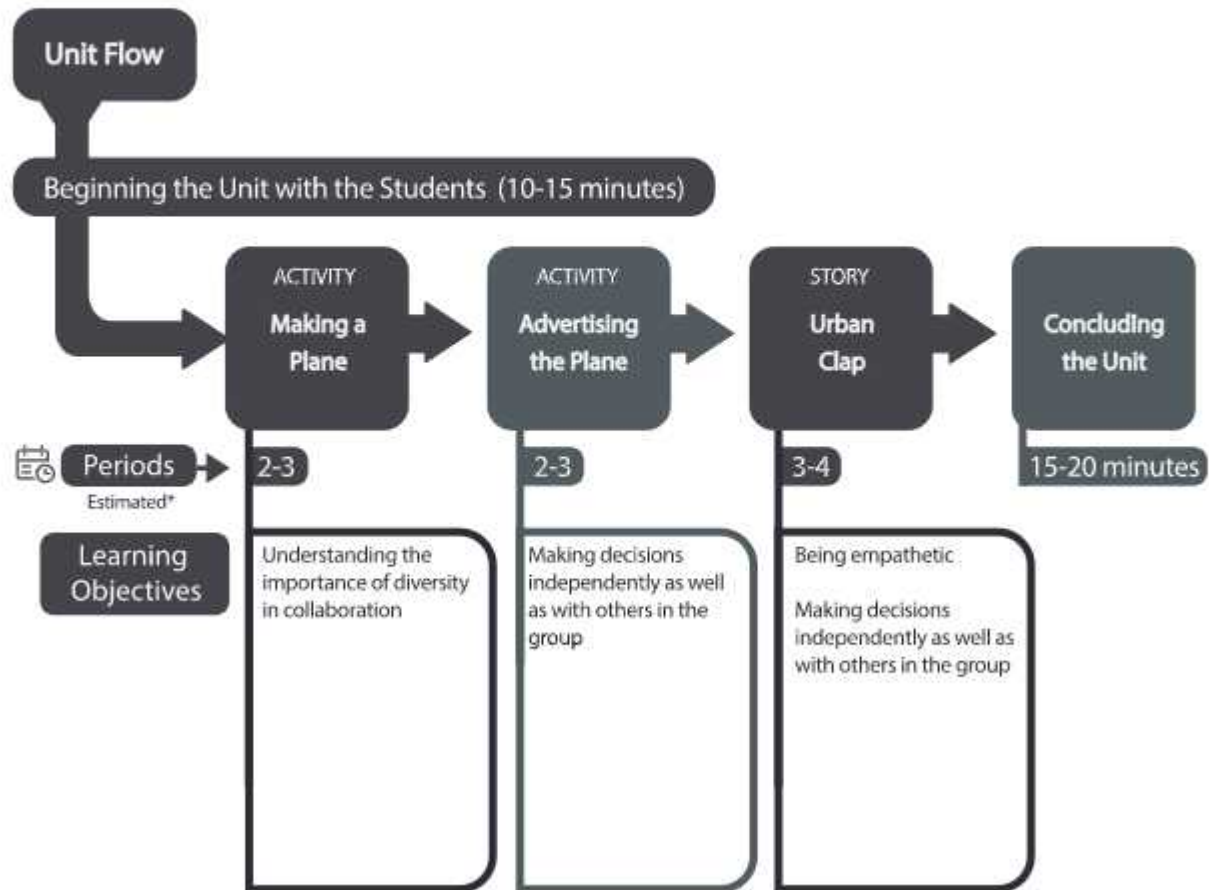 Unit Flow
Beginning the Unit with the Students (10-15 minutes)
ACTIVITY
Making a
Plane
ACTIVITY
Advertising
the Plane
STORY
Urban
Clap
Concluding
the Unit
Periods
Estimated*
2-3
2-3
3-4
15-20 minutes
Learning
Objectives
Understanding the
importance of diversity
in collaboration
Making decisions
independently as well
as with others in the
group
Being empathetic
Making decisions
independently as well as
with others in the group